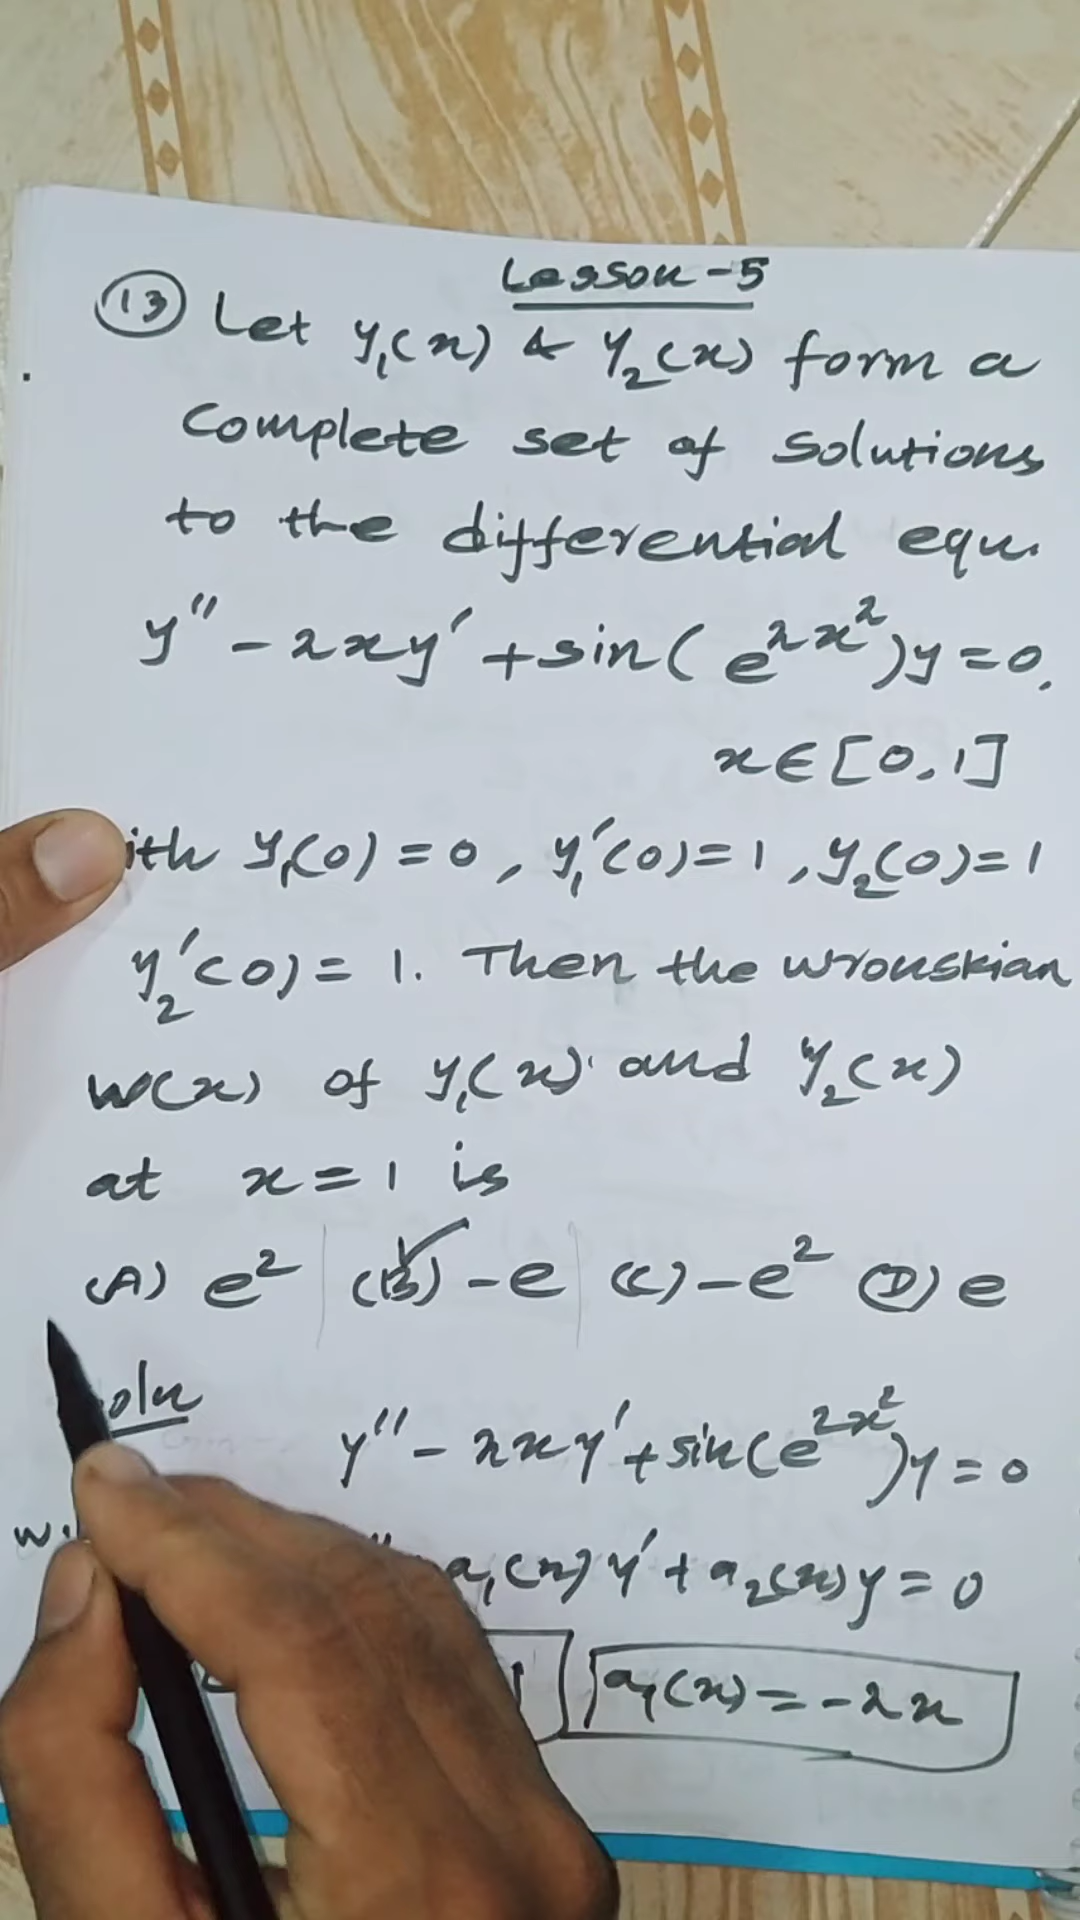 Lesson-5
(13) Let y₁(x) & y₂(x) form a
complete set of solutions
to the differential equ.
y″ - 2xy′ + sin(e^{2x²})y = 0.
x ∈ [0,1]
ith y₁(0) = 0, y₁′(0) = 1, y₂(0) = 1
y₂′(0) = 1. Then the wronskian
W(x) of y₁(x) and y₂(x)
at x = 1 is
(A) e² (B) ✓ -e (C) -e² (D) e
oln
y″ - 2xy′ + sin(e^{2x²})y = 0
a₁(x)y′ + a₂(x)y = 0
a₁(x) = -2x